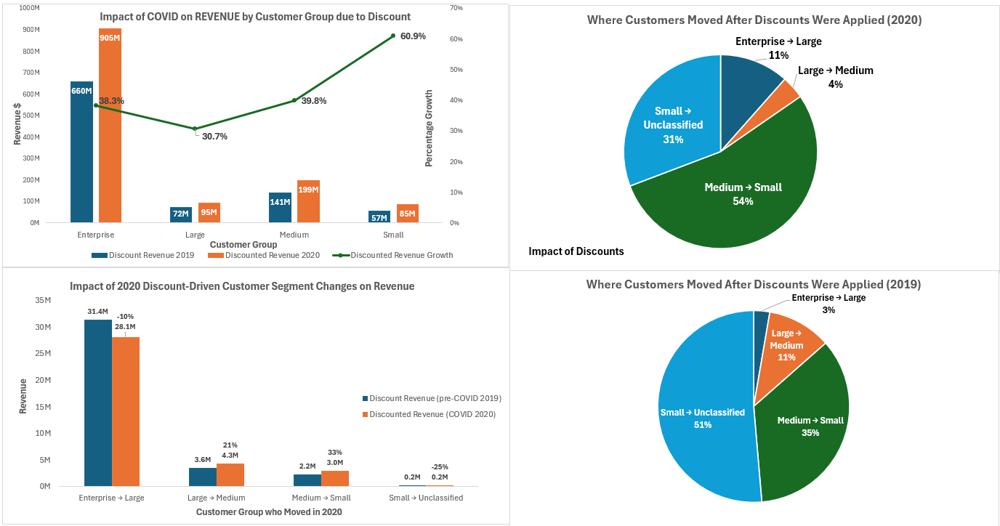 Impact of COVID on REVENUE by Customer Group due to Discount
1000M
900M
800M
700M
600M
500M
400M
300M
200M
100M
0M
Revenue $
70%
60%
50%
40%
30%
20%
10%
0%
Percentage Growth
660M
905M
38.3%
72M
95M
30.7%
141M
199M
39.8%
57M
85M
60.9%
Enterprise
Large
Medium
Small
Customer Group
Discount Revenue 2019
Discounted Revenue 2020
Discounted Revenue Growth
Where Customers Moved After Discounts Were Applied (2020)
Enterprise → Large
11%
Large → Medium
4%
Small →
Unclassified
31%
Medium → Small
54%
Impact of Discounts
Impact of 2020 Discount-Driven Customer Segment Changes on Revenue
35M
30M
25M
20M
15M
10M
5M
0M
Revenue
31.4M
-10%
28.1M
3.6M
21%
4.3M
2.2M
33%
3.0M
0.2M
-25%
0.2M
Discount Revenue (pre-COVID 2019)
Discounted Revenue (COVID 2020)
Enterprise → Large
Large → Medium
Medium → Small
Small → Unclassified
Customer Group who Moved in 2020
Where Customers Moved After Discounts Were Applied (2019)
Enterprise → Large
3%
Large →
Medium
11%
Small → Unclassified
51%
Medium → Small
35%